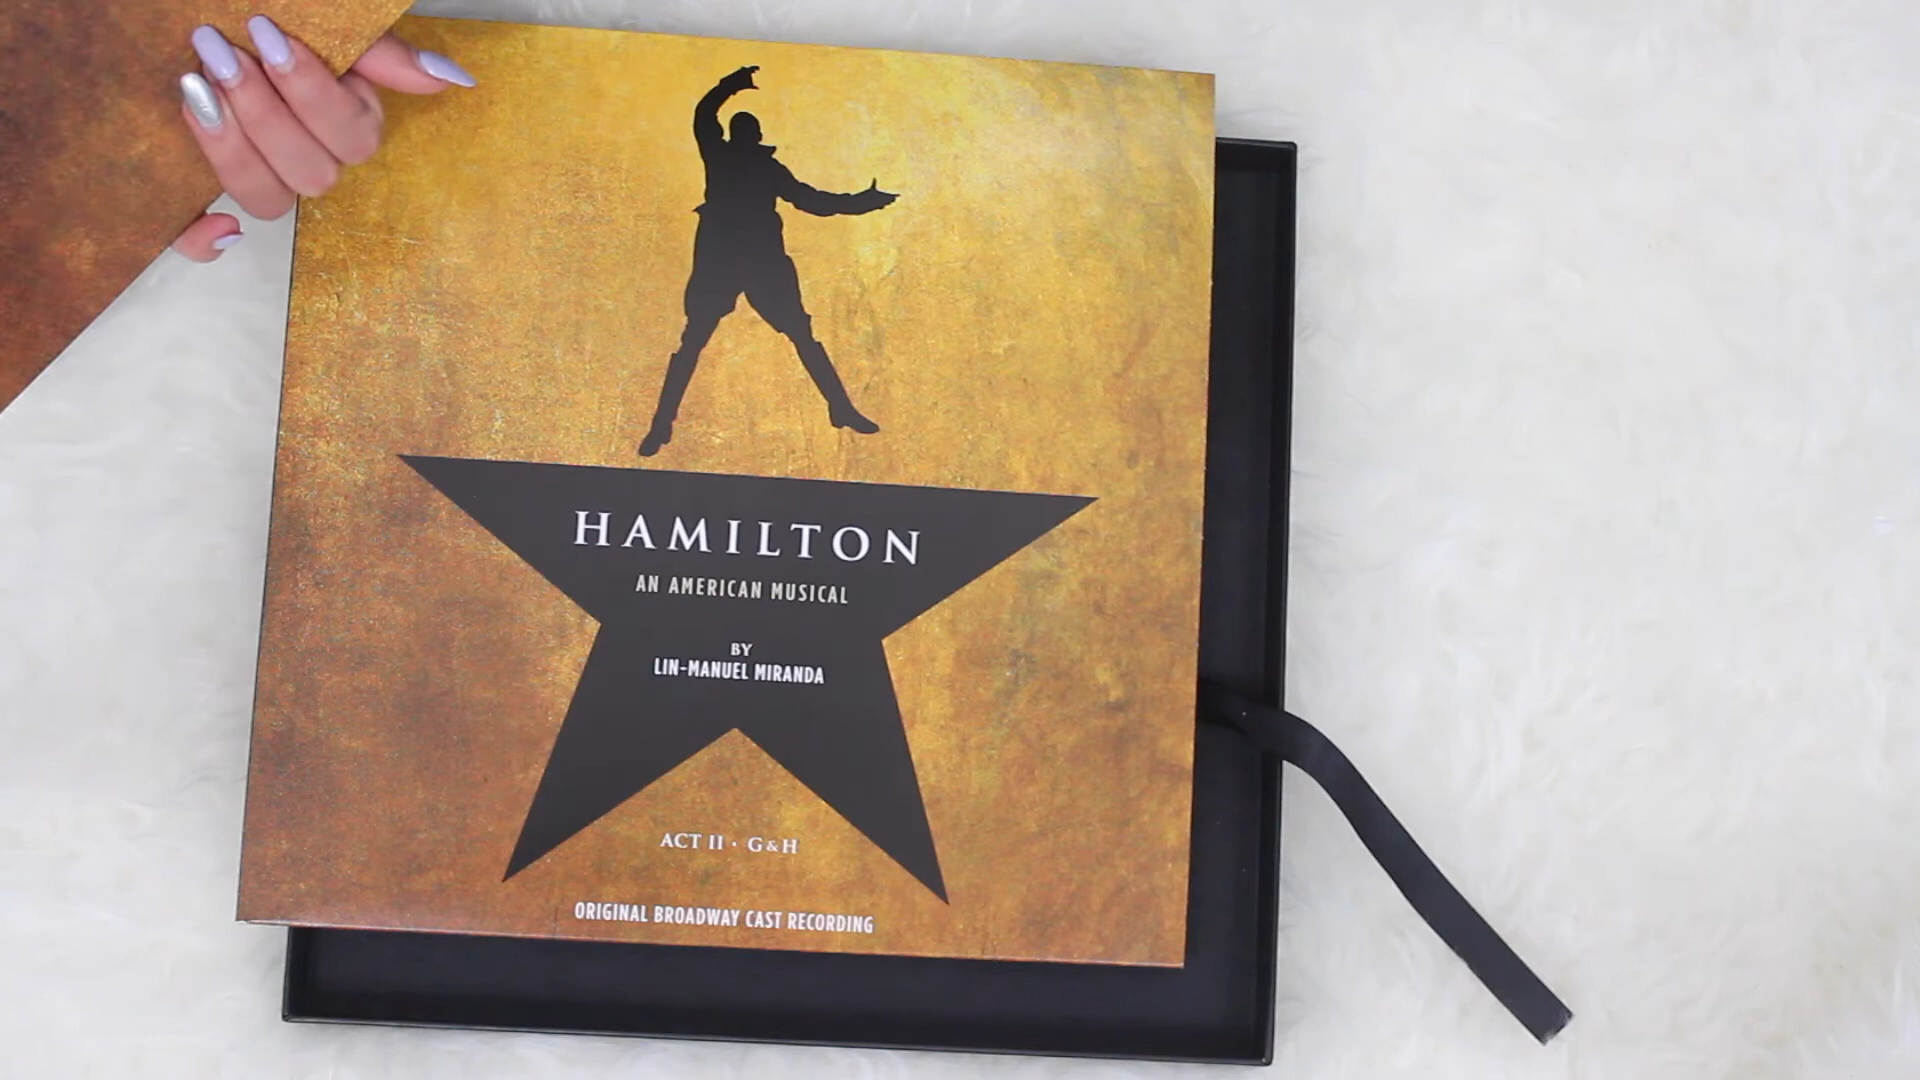 HAMILTON
AN AMERICAN MUSICAL
BY
LIN-MANUEL MIRANDA
ACT II · G&H
ORIGINAL BROADWAY CAST RECORDING